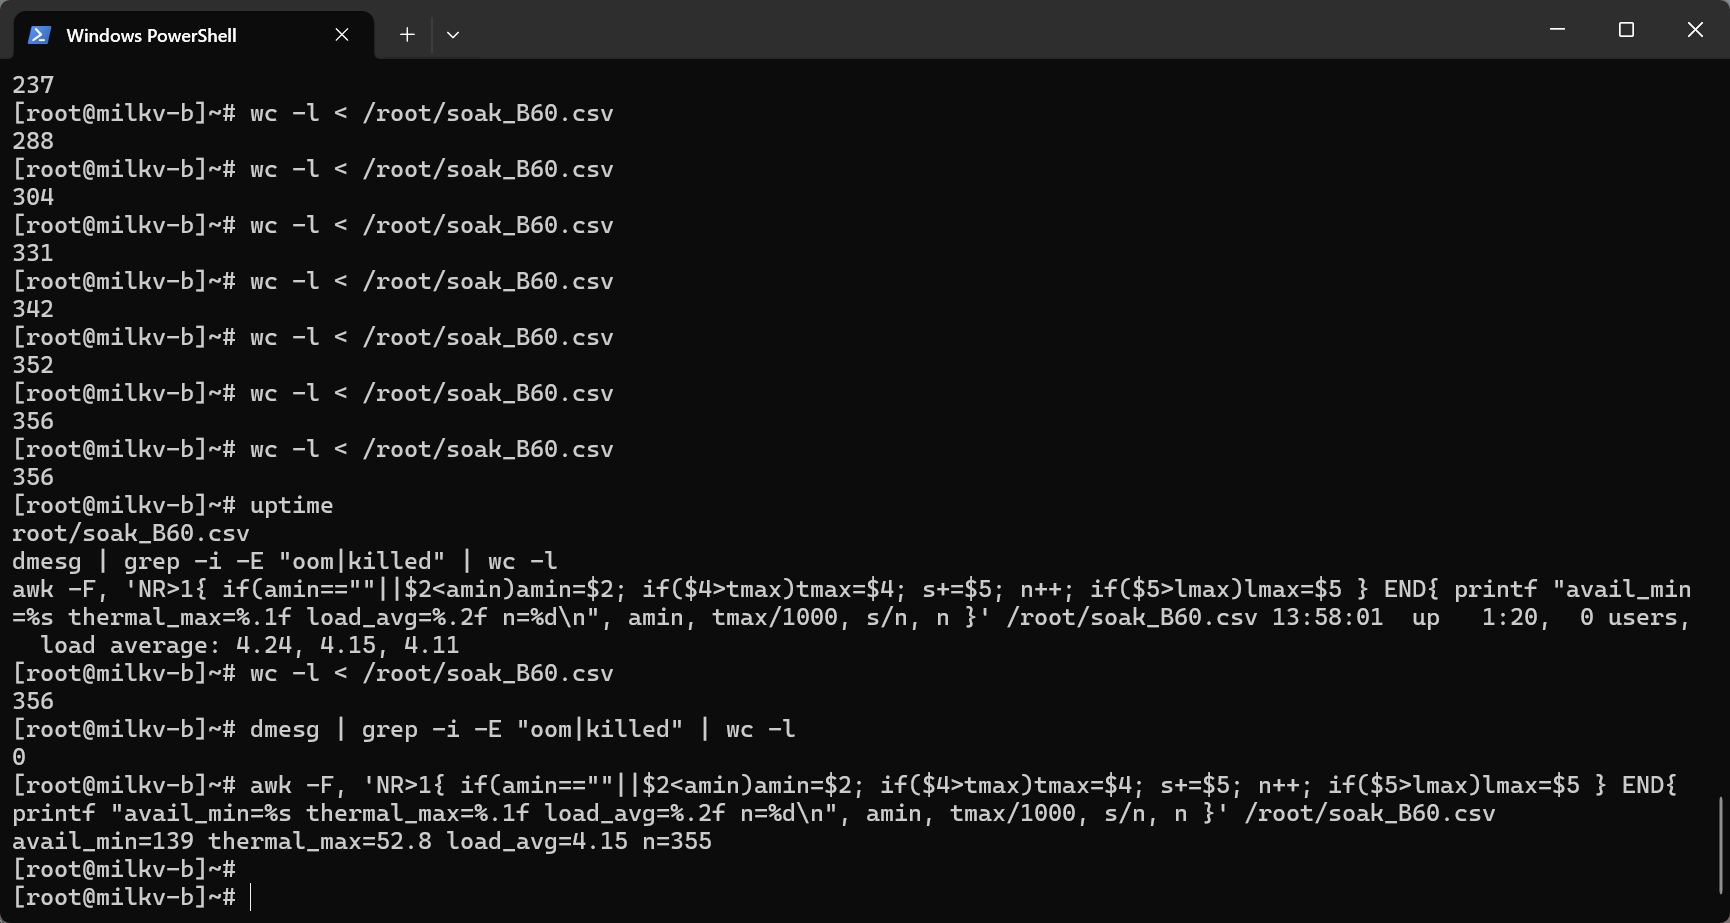 Windows PowerShell
237
[root@milkv-b]~# wc -l < /root/soak_B60.csv
288
[root@milkv-b]~# wc -l < /root/soak_B60.csv
304
[root@milkv-b]~# wc -l < /root/soak_B60.csv
331
[root@milkv-b]~# wc -l < /root/soak_B60.csv
342
[root@milkv-b]~# wc -l < /root/soak_B60.csv
352
[root@milkv-b]~# wc -l < /root/soak_B60.csv
356
[root@milkv-b]~# wc -l < /root/soak_B60.csv
356
[root@milkv-b]~# uptime
root/soak_B60.csv
dmesg | grep -i -E "oom|killed" | wc -l
awk -F, 'NR>1{ if(amin==""||$2<amin)amin=$2; if($4>tmax)tmax=$4; s+=$5; n++; if($5>lmax)lmax=$5 } END{ printf "avail_min
=%s thermal_max=%.1f load_avg=%.2f n=%d\n", amin, tmax/1000, s/n, n }' /root/soak_B60.csv 13:58:01  up   1:20,  0 users,
  load average: 4.24, 4.15, 4.11
[root@milkv-b]~# wc -l < /root/soak_B60.csv
356
[root@milkv-b]~# dmesg | grep -i -E "oom|killed" | wc -l
0
[root@milkv-b]~# awk -F, 'NR>1{ if(amin==""||$2<amin)amin=$2; if($4>tmax)tmax=$4; s+=$5; n++; if($5>lmax)lmax=$5 } END{
printf "avail_min=%s thermal_max=%.1f load_avg=%.2f n=%d\n", amin, tmax/1000, s/n, n }' /root/soak_B60.csv
avail_min=139 thermal_max=52.8 load_avg=4.15 n=355
[root@milkv-b]~#
[root@milkv-b]~#